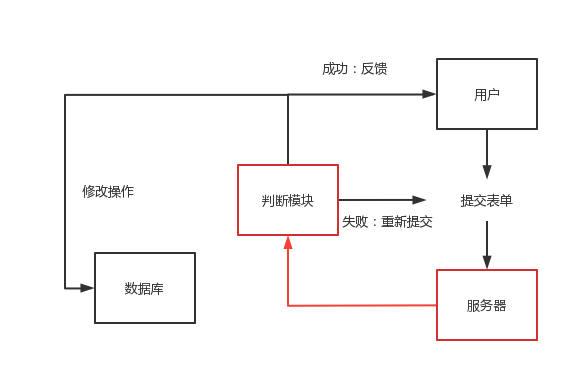 成功：反馈
用户
修改操作
判断模块
提交表单
失败：重新提交
数据库
服务器